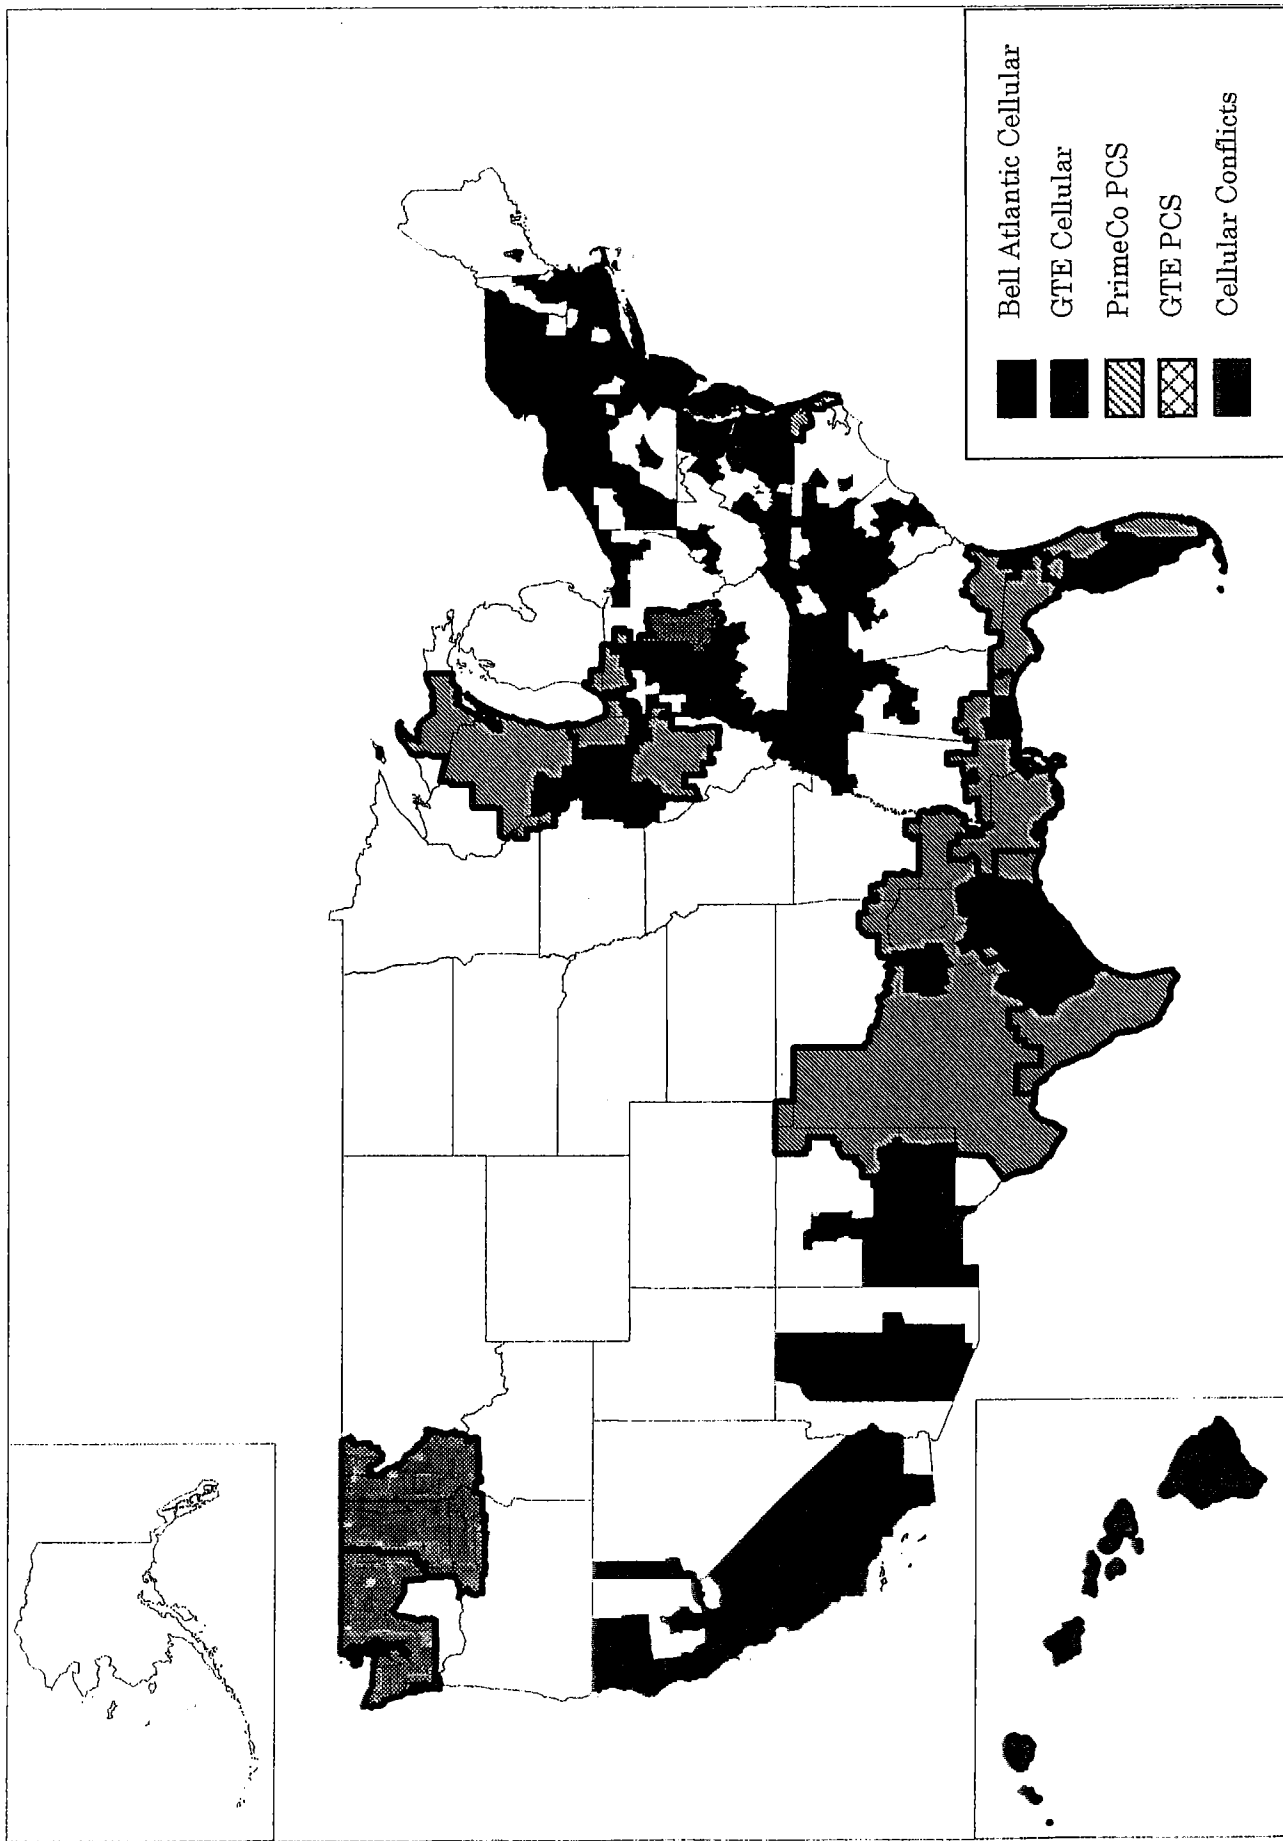 Bell Atlantic Cellular
GTE Cellular
PrimeCo PCS
GTE PCS
Cellular Conflicts